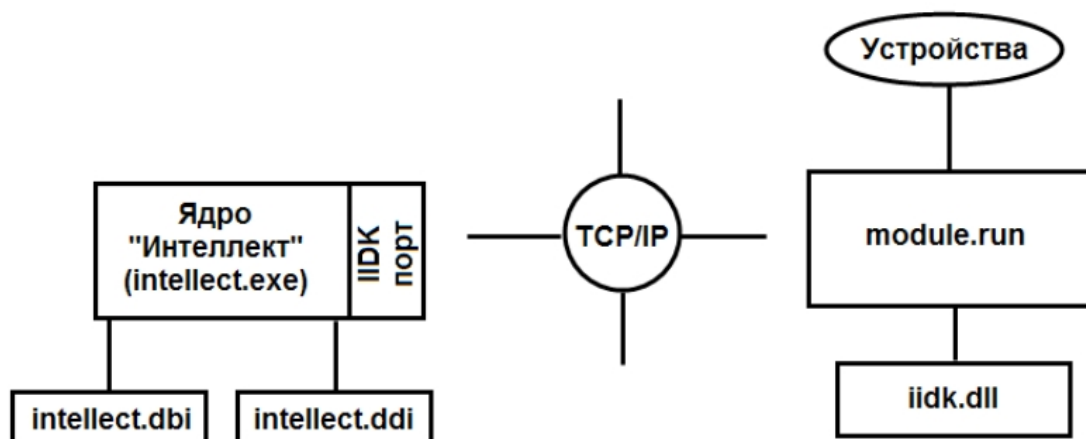 Устройства
Ядро
"Интеллект"
(intellect.exe)
IIDK
порт
TCP/IP
module.run
intellect.dbi
intellect.ddi
iidk.dll